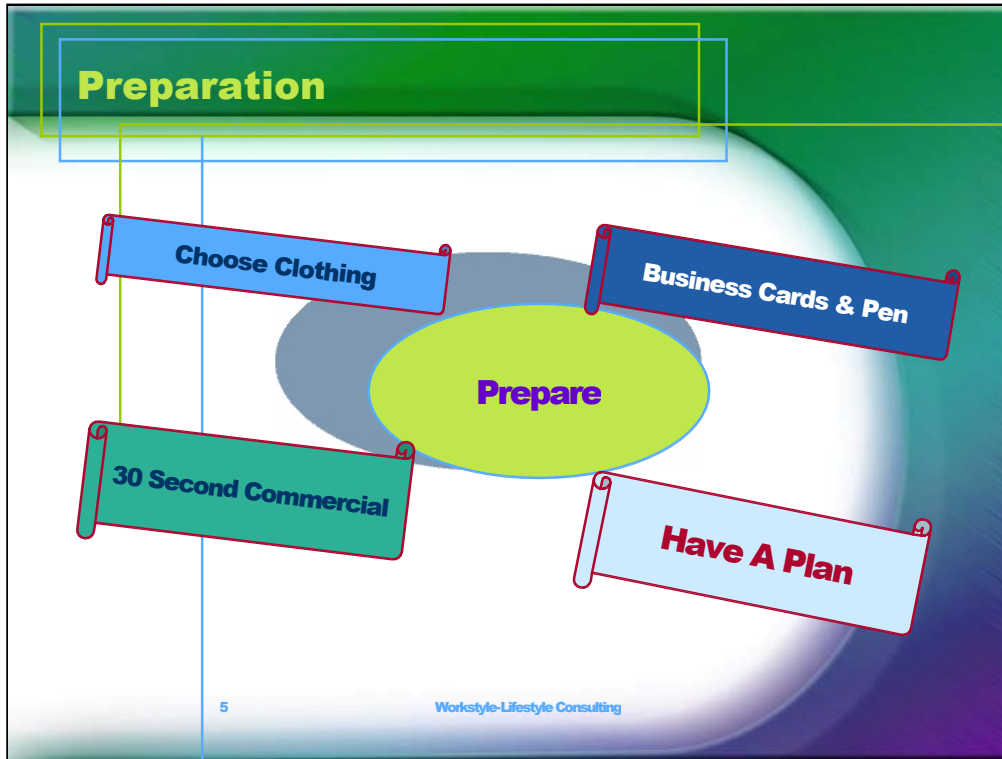 Preparation
Choose Clothing
Business Cards & Pen
Prepare
30 Second Commercial
Have A Plan
5
Workstyle-Lifestyle Consulting